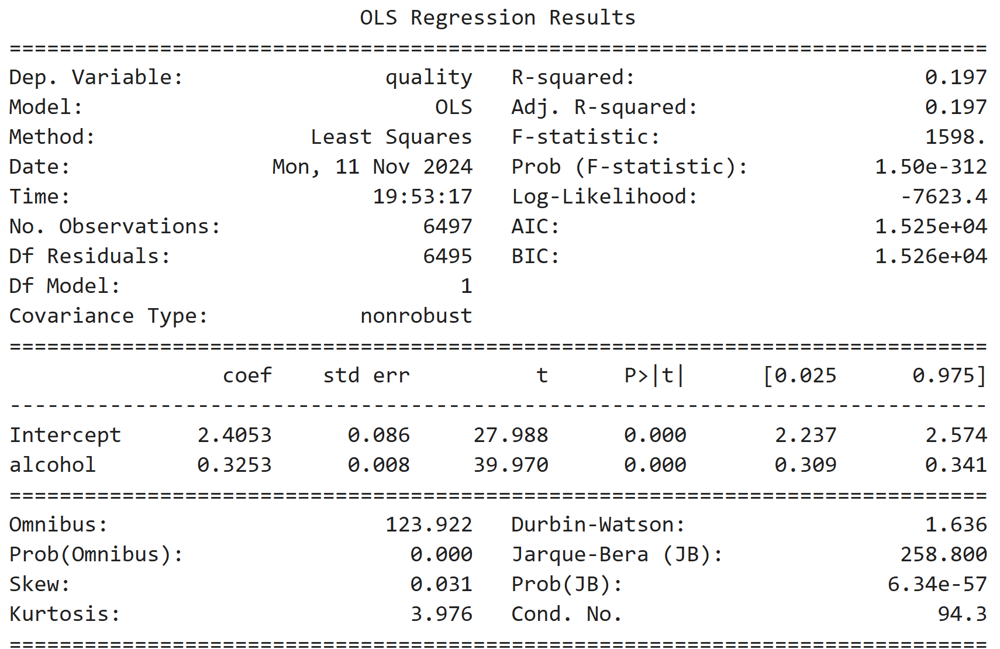 OLS Regression Results
==============================================================================
Dep. Variable:                quality   R-squared:                       0.197
Model:                            OLS   Adj. R-squared:                  0.197
Method:                 Least Squares   F-statistic:                     1598.
Date:                Mon, 11 Nov 2024   Prob (F-statistic):          1.50e-312
Time:                        19:53:17   Log-Likelihood:                -7623.4
No. Observations:                6497   AIC:                         1.525e+04
Df Residuals:                    6495   BIC:                         1.526e+04
Df Model:                           1
Covariance Type:            nonrobust
==============================================================================
                 coef    std err          t      P>|t|      [0.025      0.975]
------------------------------------------------------------------------------
Intercept      2.4053      0.086     27.988      0.000       2.237       2.574
alcohol        0.3253      0.008     39.970      0.000       0.309       0.341
==============================================================================
Omnibus:                      123.922   Durbin-Watson:                   1.636
Prob(Omnibus):                  0.000   Jarque-Bera (JB):              258.800
Skew:                           0.031   Prob(JB):                     6.34e-57
Kurtosis:                       3.976   Cond. No.                         94.3
==============================================================================